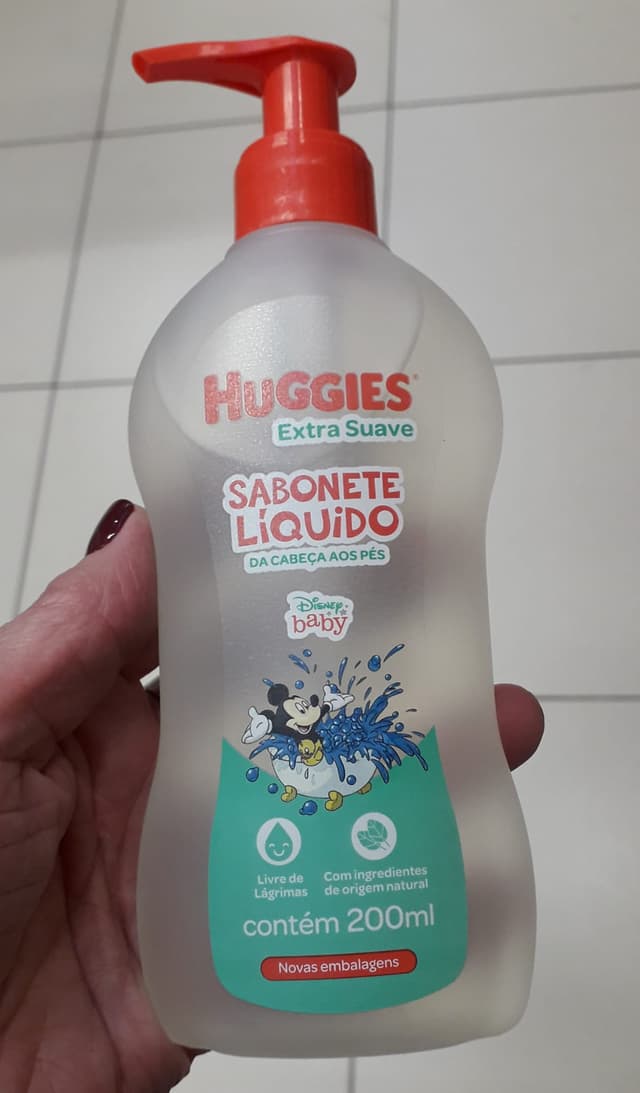 HUGGIES
Extra Suave
SABONETE
LÍQUIDO
DA CABEÇA AOS PÉS
Disney
baby
Livre de
Lágrimas
Com ingredientes
de origem natural
contém 200ml
Novas embalagens